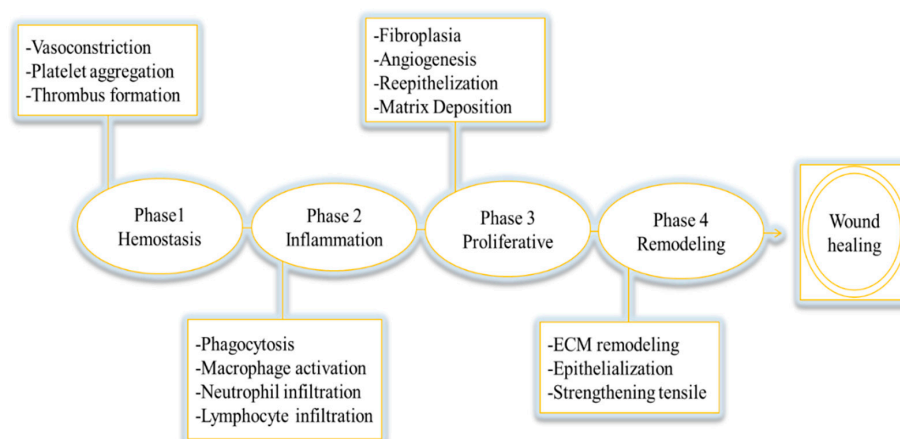 -Vasoconstriction
-Platelet aggregation
-Thrombus formation
-Fibroplasia
-Angiogenesis
-Reepithelization
-Matrix Deposition
Phase1
Hemostasis
Phase 2
Inflammation
Phase 3
Proliferative
Phase 4
Remodeling
Wound
healing
-Phagocytosis
-Macrophage activation
-Neutrophil infiltration
-Lymphocyte infiltration
-ECM remodeling
-Epithelialization
-Strengthening tensile